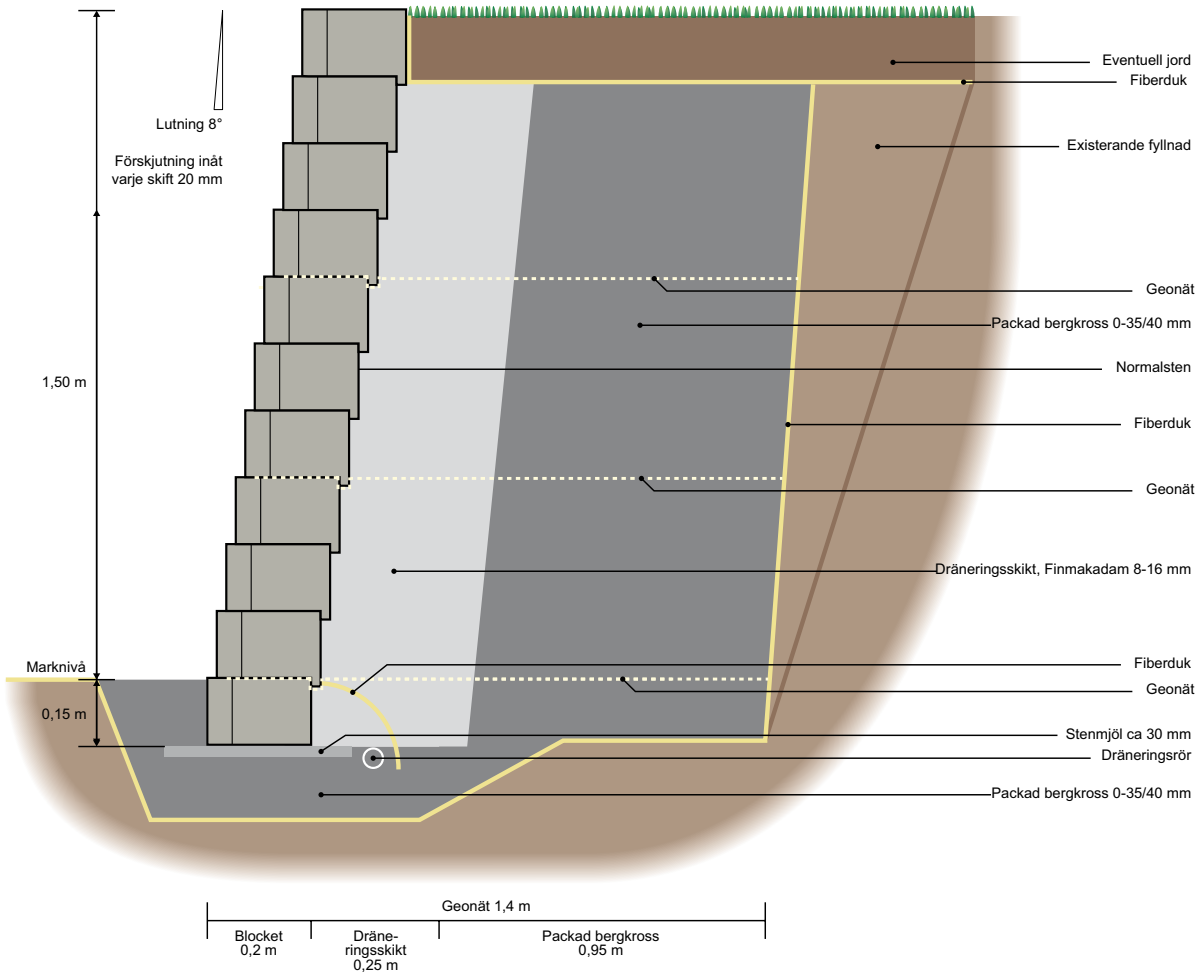 Eventuell jord
Fiberduk
Lutning 8°
Existerande fyllnad
Förskjutning inåt
varje skift 20 mm
Geonät
Packad bergkross 0-35/40 mm
Normalsten
1,50 m
Fiberduk
Geonät
Dräneringsskikt, Finmakadam 8-16 mm
Marknivå
Fiberduk
Geonät
0,15 m
Stenmjöl ca 30 mm
Dräneringsrör
Packad bergkross 0-35/40 mm
Geonät 1,4 m
Blocket
0,2 m
Dräne-
ringsskikt
0,25 m
Packad bergkross
0,95 m